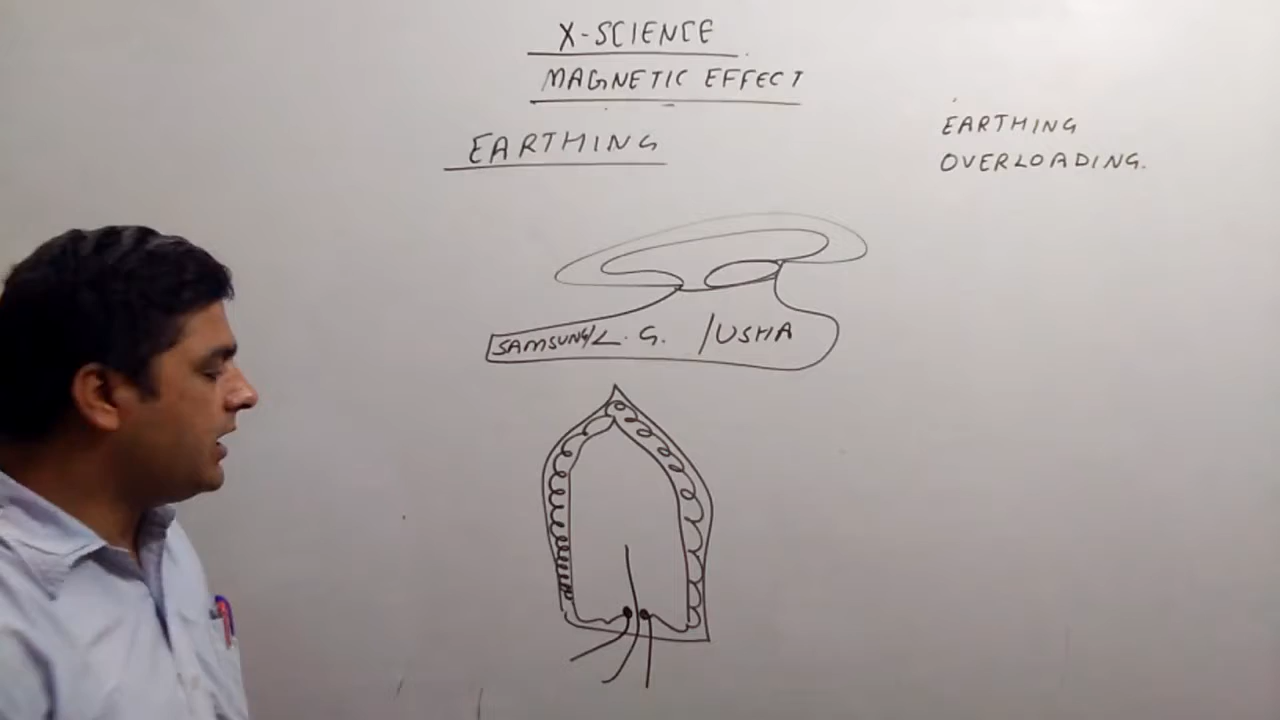 X-SCIENCE
MAGNETIC EFFECT
EARTHING
EARTHING
OVERLOADING.
SAMSUNG/L.G. /USHA